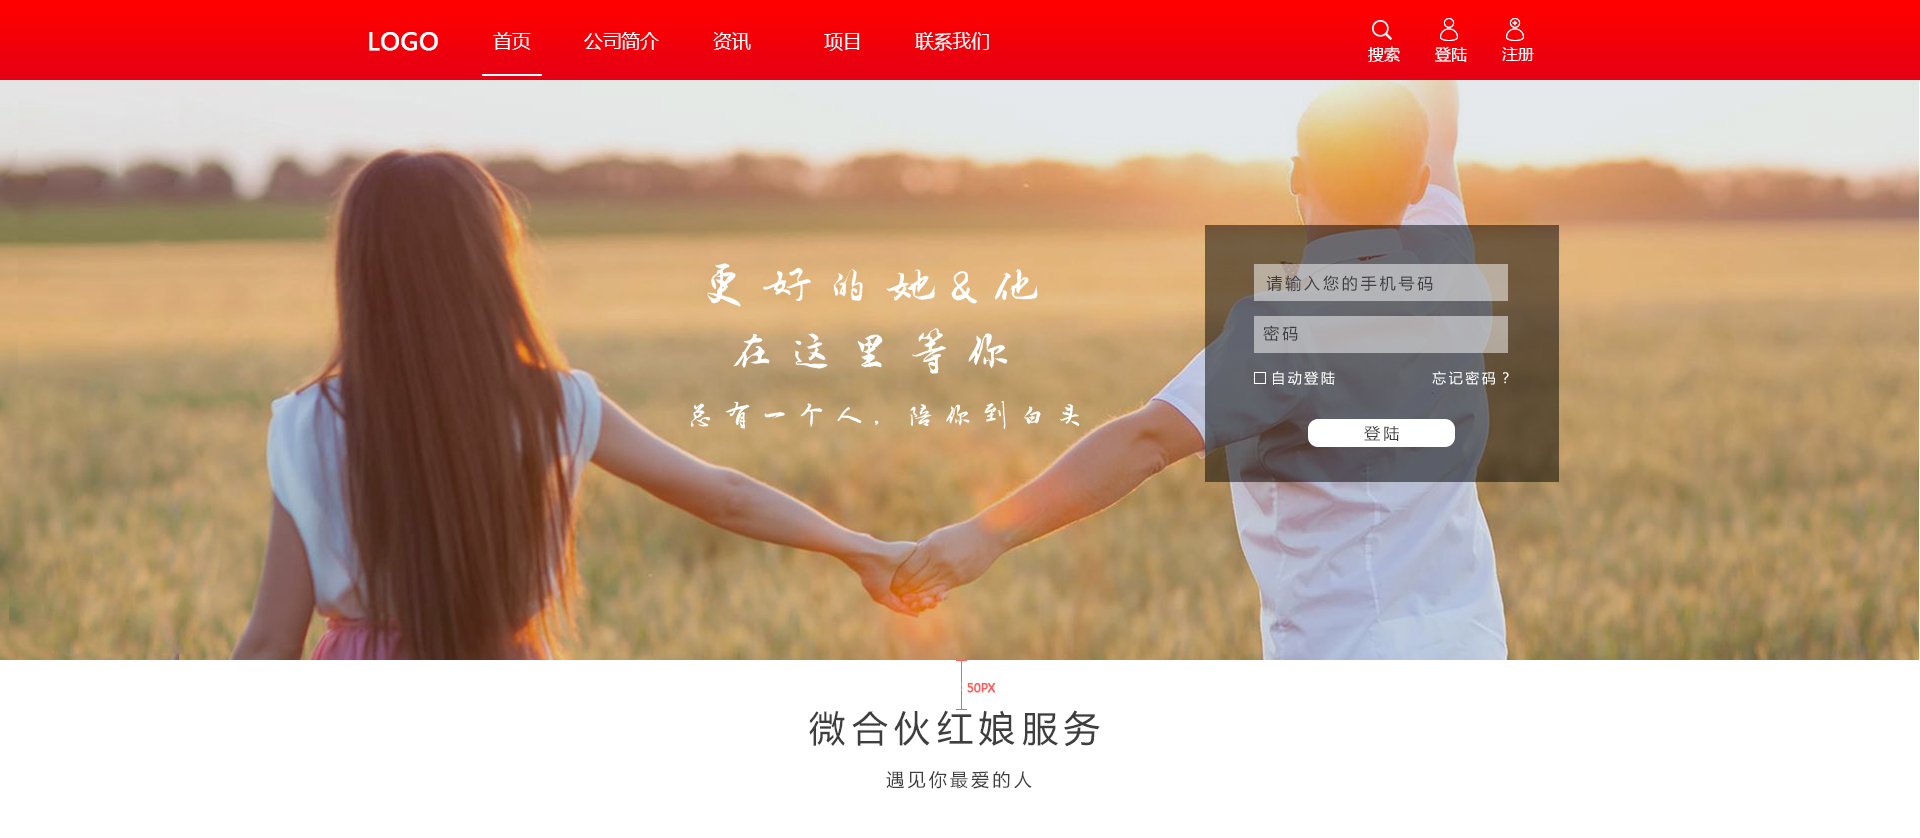 LOGO 首页 公司简介 资讯 项目 联系我们 搜索 登陆 注册
更好的她&他
在这里等你
总有一个人，陪你到白头
请输入您的手机号码
密码
自动登陆 忘记密码？
登陆
50PX
微合伙红娘服务
遇见你最爱的人